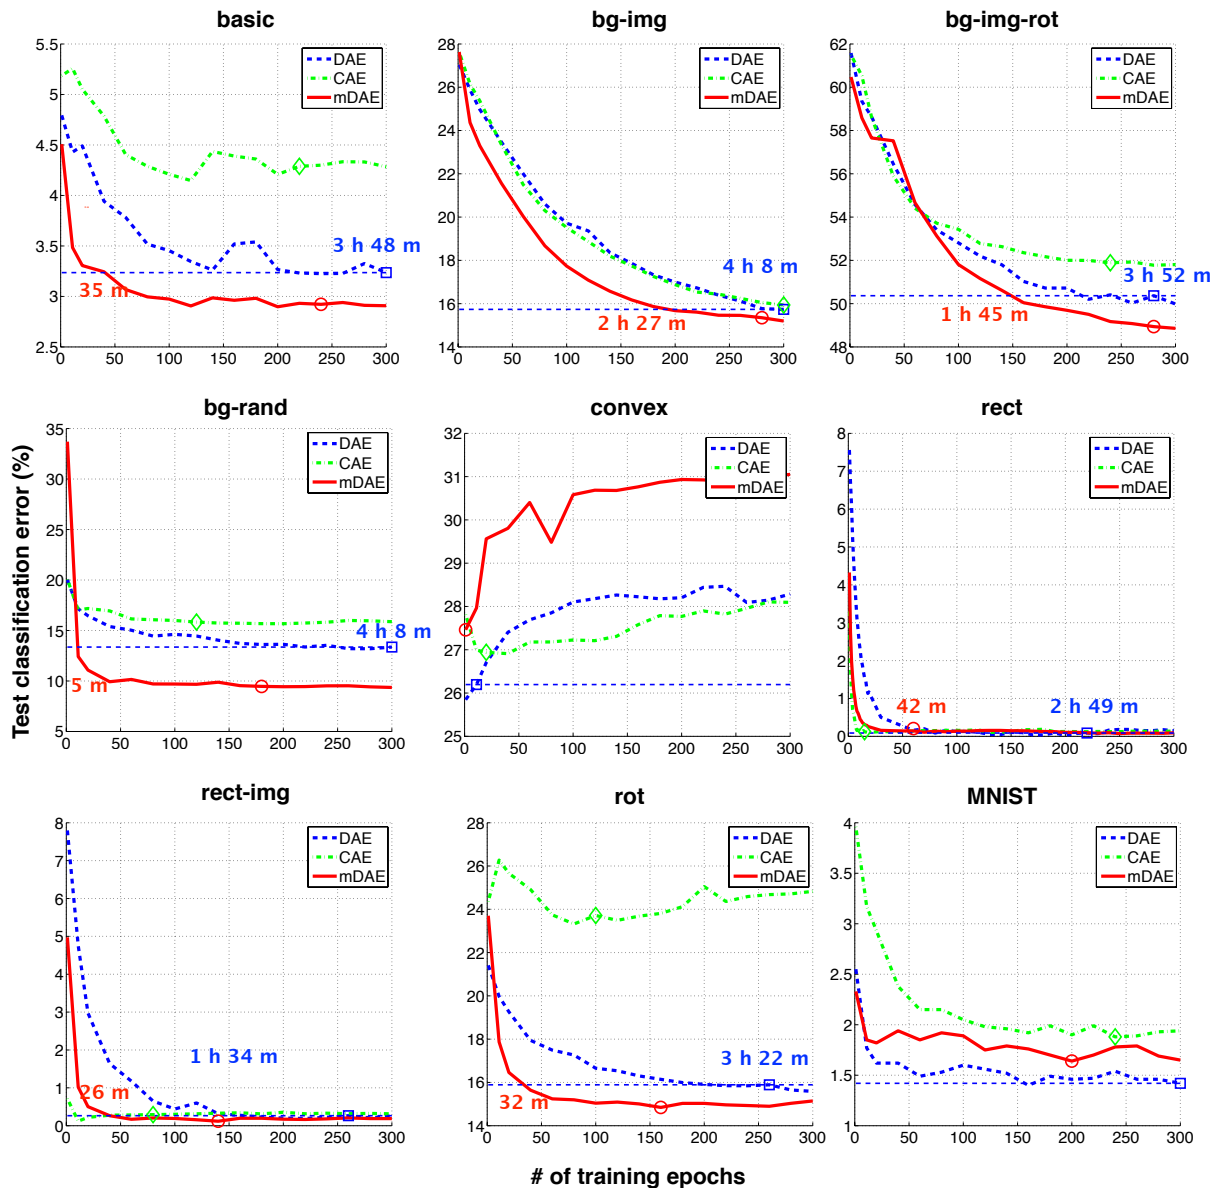 basic
bg-img
bg-img-rot
5.5
5
4.5
4
3.5
3
2.5
DAE
CAE
mDAE
3 h 48 m
35 m
0 50 100 150 200 250 300
28
26
24
22
20
18
16
14
DAE
CAE
mDAE
4 h 8 m
2 h 27 m
0 50 100 150 200 250 300
62
60
58
56
54
52
50
48
DAE
CAE
mDAE
3 h 52 m
1 h 45 m
0 50 100 150 200 250 300
Test classification error (%)
bg-rand
convex
rect
35
30
25
20
15
10
5
DAE
CAE
mDAE
4 h 8 m
5 m
0 50 100 150 200 250 300
32
31
30
29
28
27
26
25
DAE
CAE
mDAE
0 50 100 150 200 250 300
8
7
6
5
4
3
2
1
0
DAE
CAE
mDAE
42 m
2 h 49 m
0 50 100 150 200 250 300
rect-img
rot
MNIST
8
7
6
5
4
3
2
1
0
DAE
CAE
mDAE
1 h 34 m
26 m
0 50 100 150 200 250 300
28
26
24
22
20
18
16
14
DAE
CAE
mDAE
3 h 22 m
32 m
0 50 100 150 200 250 300
4
3.5
3
2.5
2
1.5
1
DAE
CAE
mDAE
0 50 100 150 200 250 300
# of training epochs